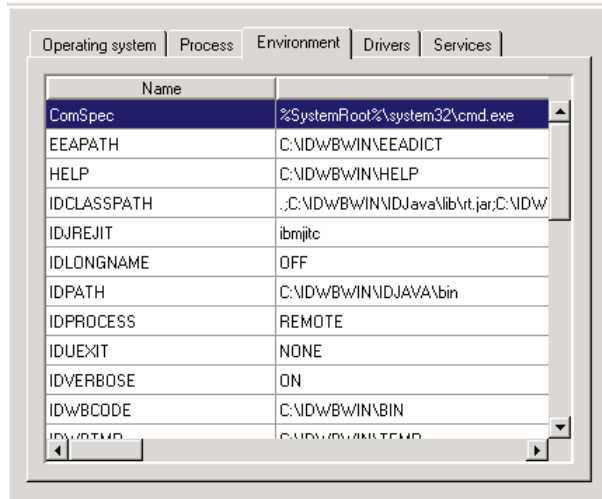 Operating system Process Environment Drivers Services
Name
ComSpec %SystemRoot%\system32\cmd.exe
EEAPATH C:\IDWBWIN\EEADICT
HELP C:\IDWBWIN\HELP
IDCLASSPATH .;C:\IDWBWIN\IDJava\lib\rt.jar;C:\IDW
IDJREJIT ibmjitc
IDLONGNAME OFF
IDPATH C:\IDWBWIN\IDJAVA\bin
IDPROCESS REMOTE
IDUEXIT NONE
IDVERBOSE ON
IDWBCODE C:\IDWBWIN\BIN